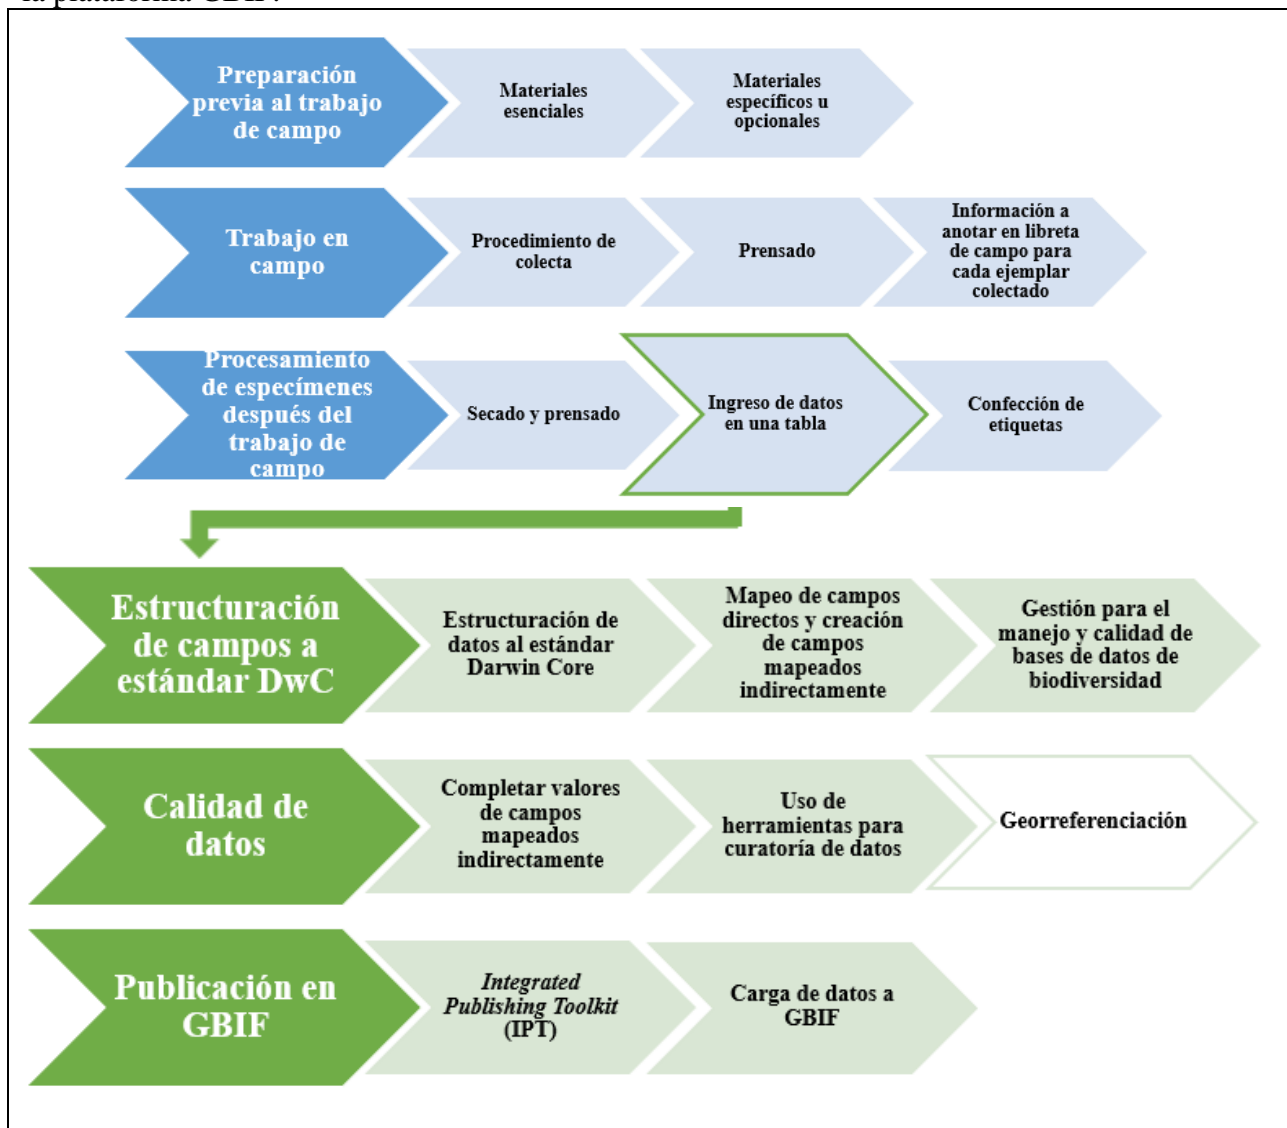 la plataforma GBIF.
Preparación
previa al trabajo
de campo
Materiales
esenciales
Materiales
específicos u
opcionales
Trabajo en
campo
Procedimiento de
colecta
Prensado
Información a
anotar en libreta
de campo para
cada ejemplar
colectado
Procesamiento
de especímenes
después del
trabajo de
campo
Secado y prensado
Ingreso de datos
en una tabla
Confección de
etiquetas
Estructuración
de campos a
estándar DwC
Estructuración de
datos al estándar
Darwin Core
Mapeo de campos
directos y creación
de campos
mapeados
indirectamente
Gestión para el
manejo y calidad de
bases de datos de
biodiversidad
Calidad de
datos
Completar valores
de campos
mapeados
indirectamente
Uso de
herramientas para
curatoría de datos
Georreferenciación
Publicación en
GBIF
Integrated
Publishing Toolkit
(IPT)
Carga de datos a
GBIF